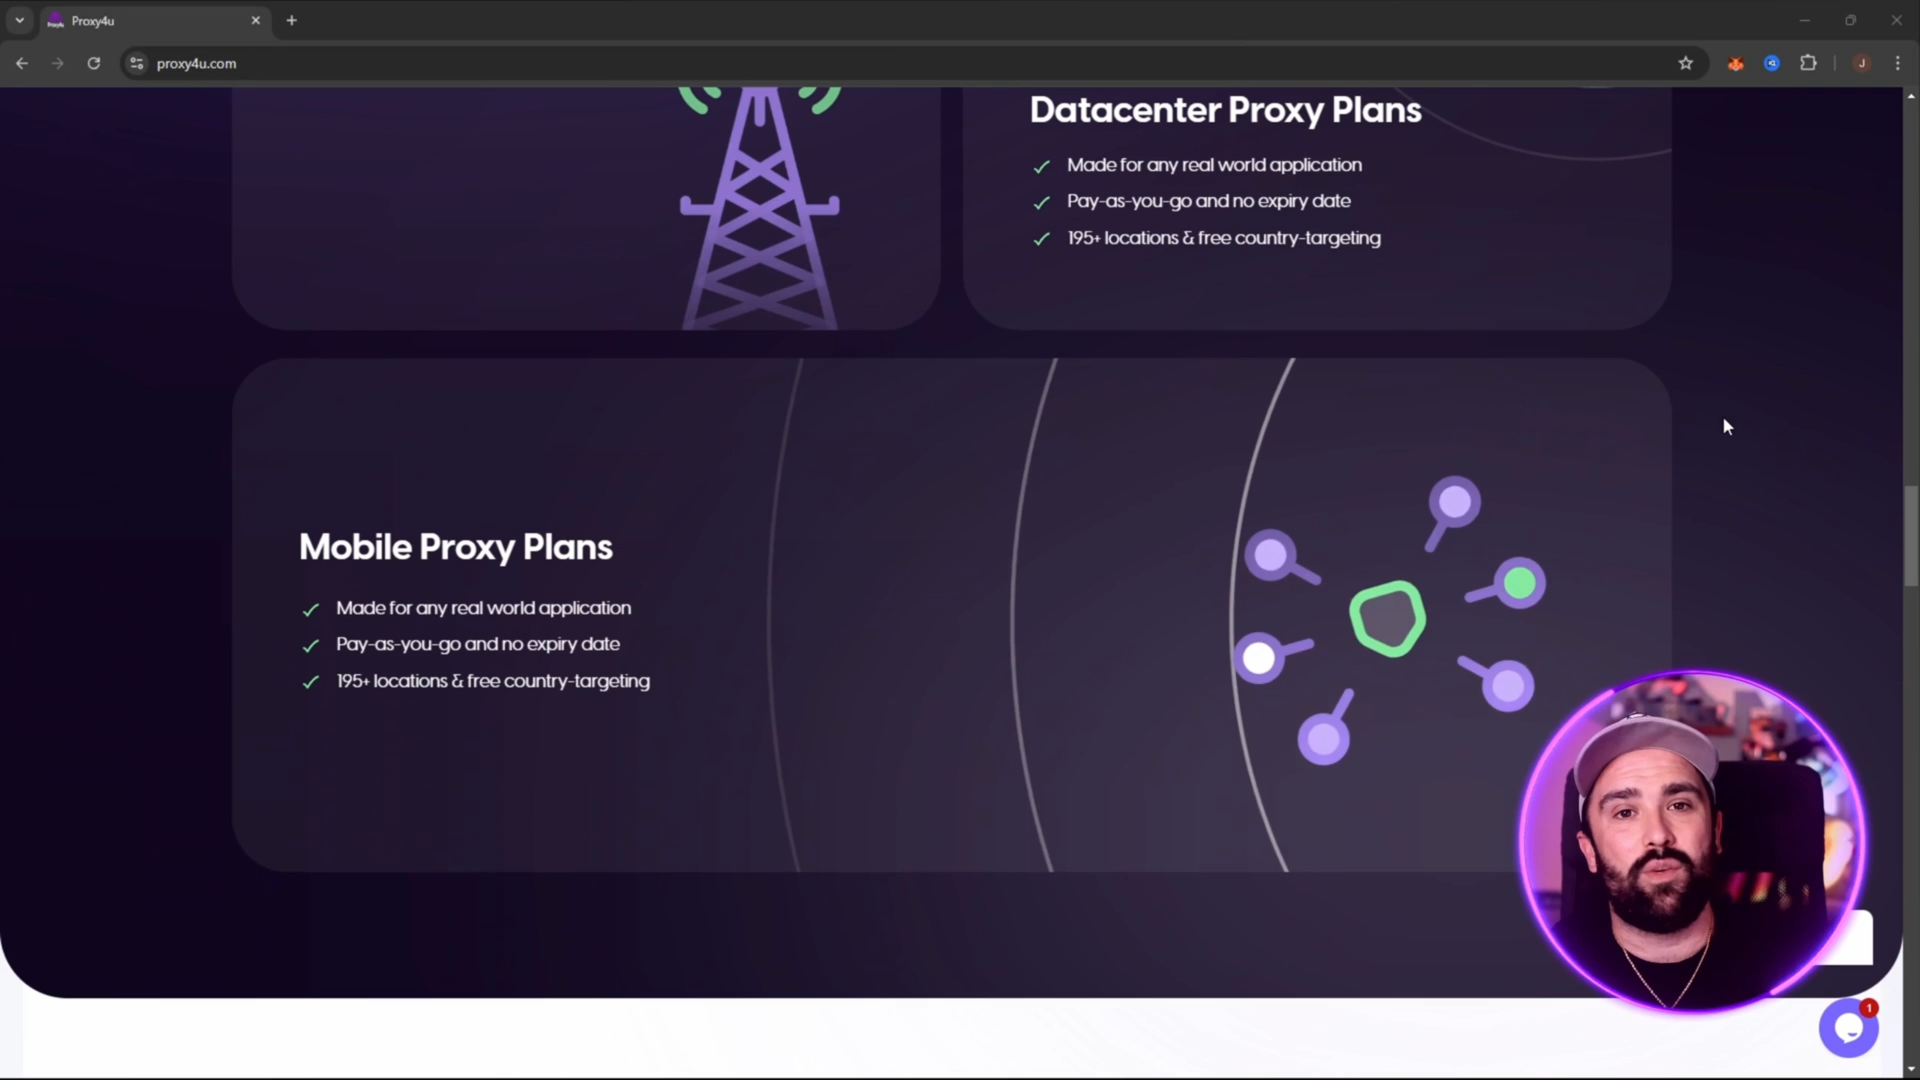 Proxy4u
proxy4u.com
J
Datacenter Proxy Plans
Made for any real world application
Pay-as-you-go and no expiry date
195+ locations & free country-targeting
Mobile Proxy Plans
Made for any real world application
Pay-as-you-go and no expiry date
195+ locations & free country-targeting
1